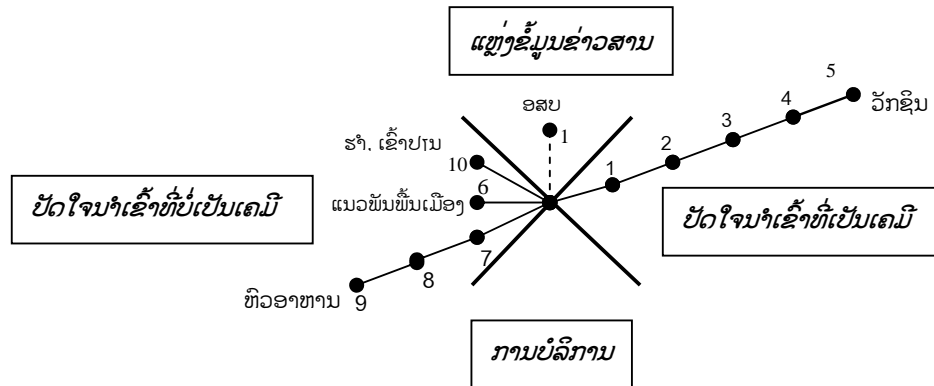 ແຫຼ່ງຂໍ້ມູນຂ່າວສານ
5
ວັກຊິນ
ອສບ
4
1
3
ຮຳ, ເຂົ້າປານ
2
10
1
ປັດໃຈນຳເຂົ້າທີ່ບໍ່ເປັນເຄມີ
ແນວພັນພື້ນເມືອງ
6
ປັດໃຈນຳເຂົ້າທີ່ເປັນເຄມີ
7
8
ຫົວອາຫານ
9
ການບໍລິການ